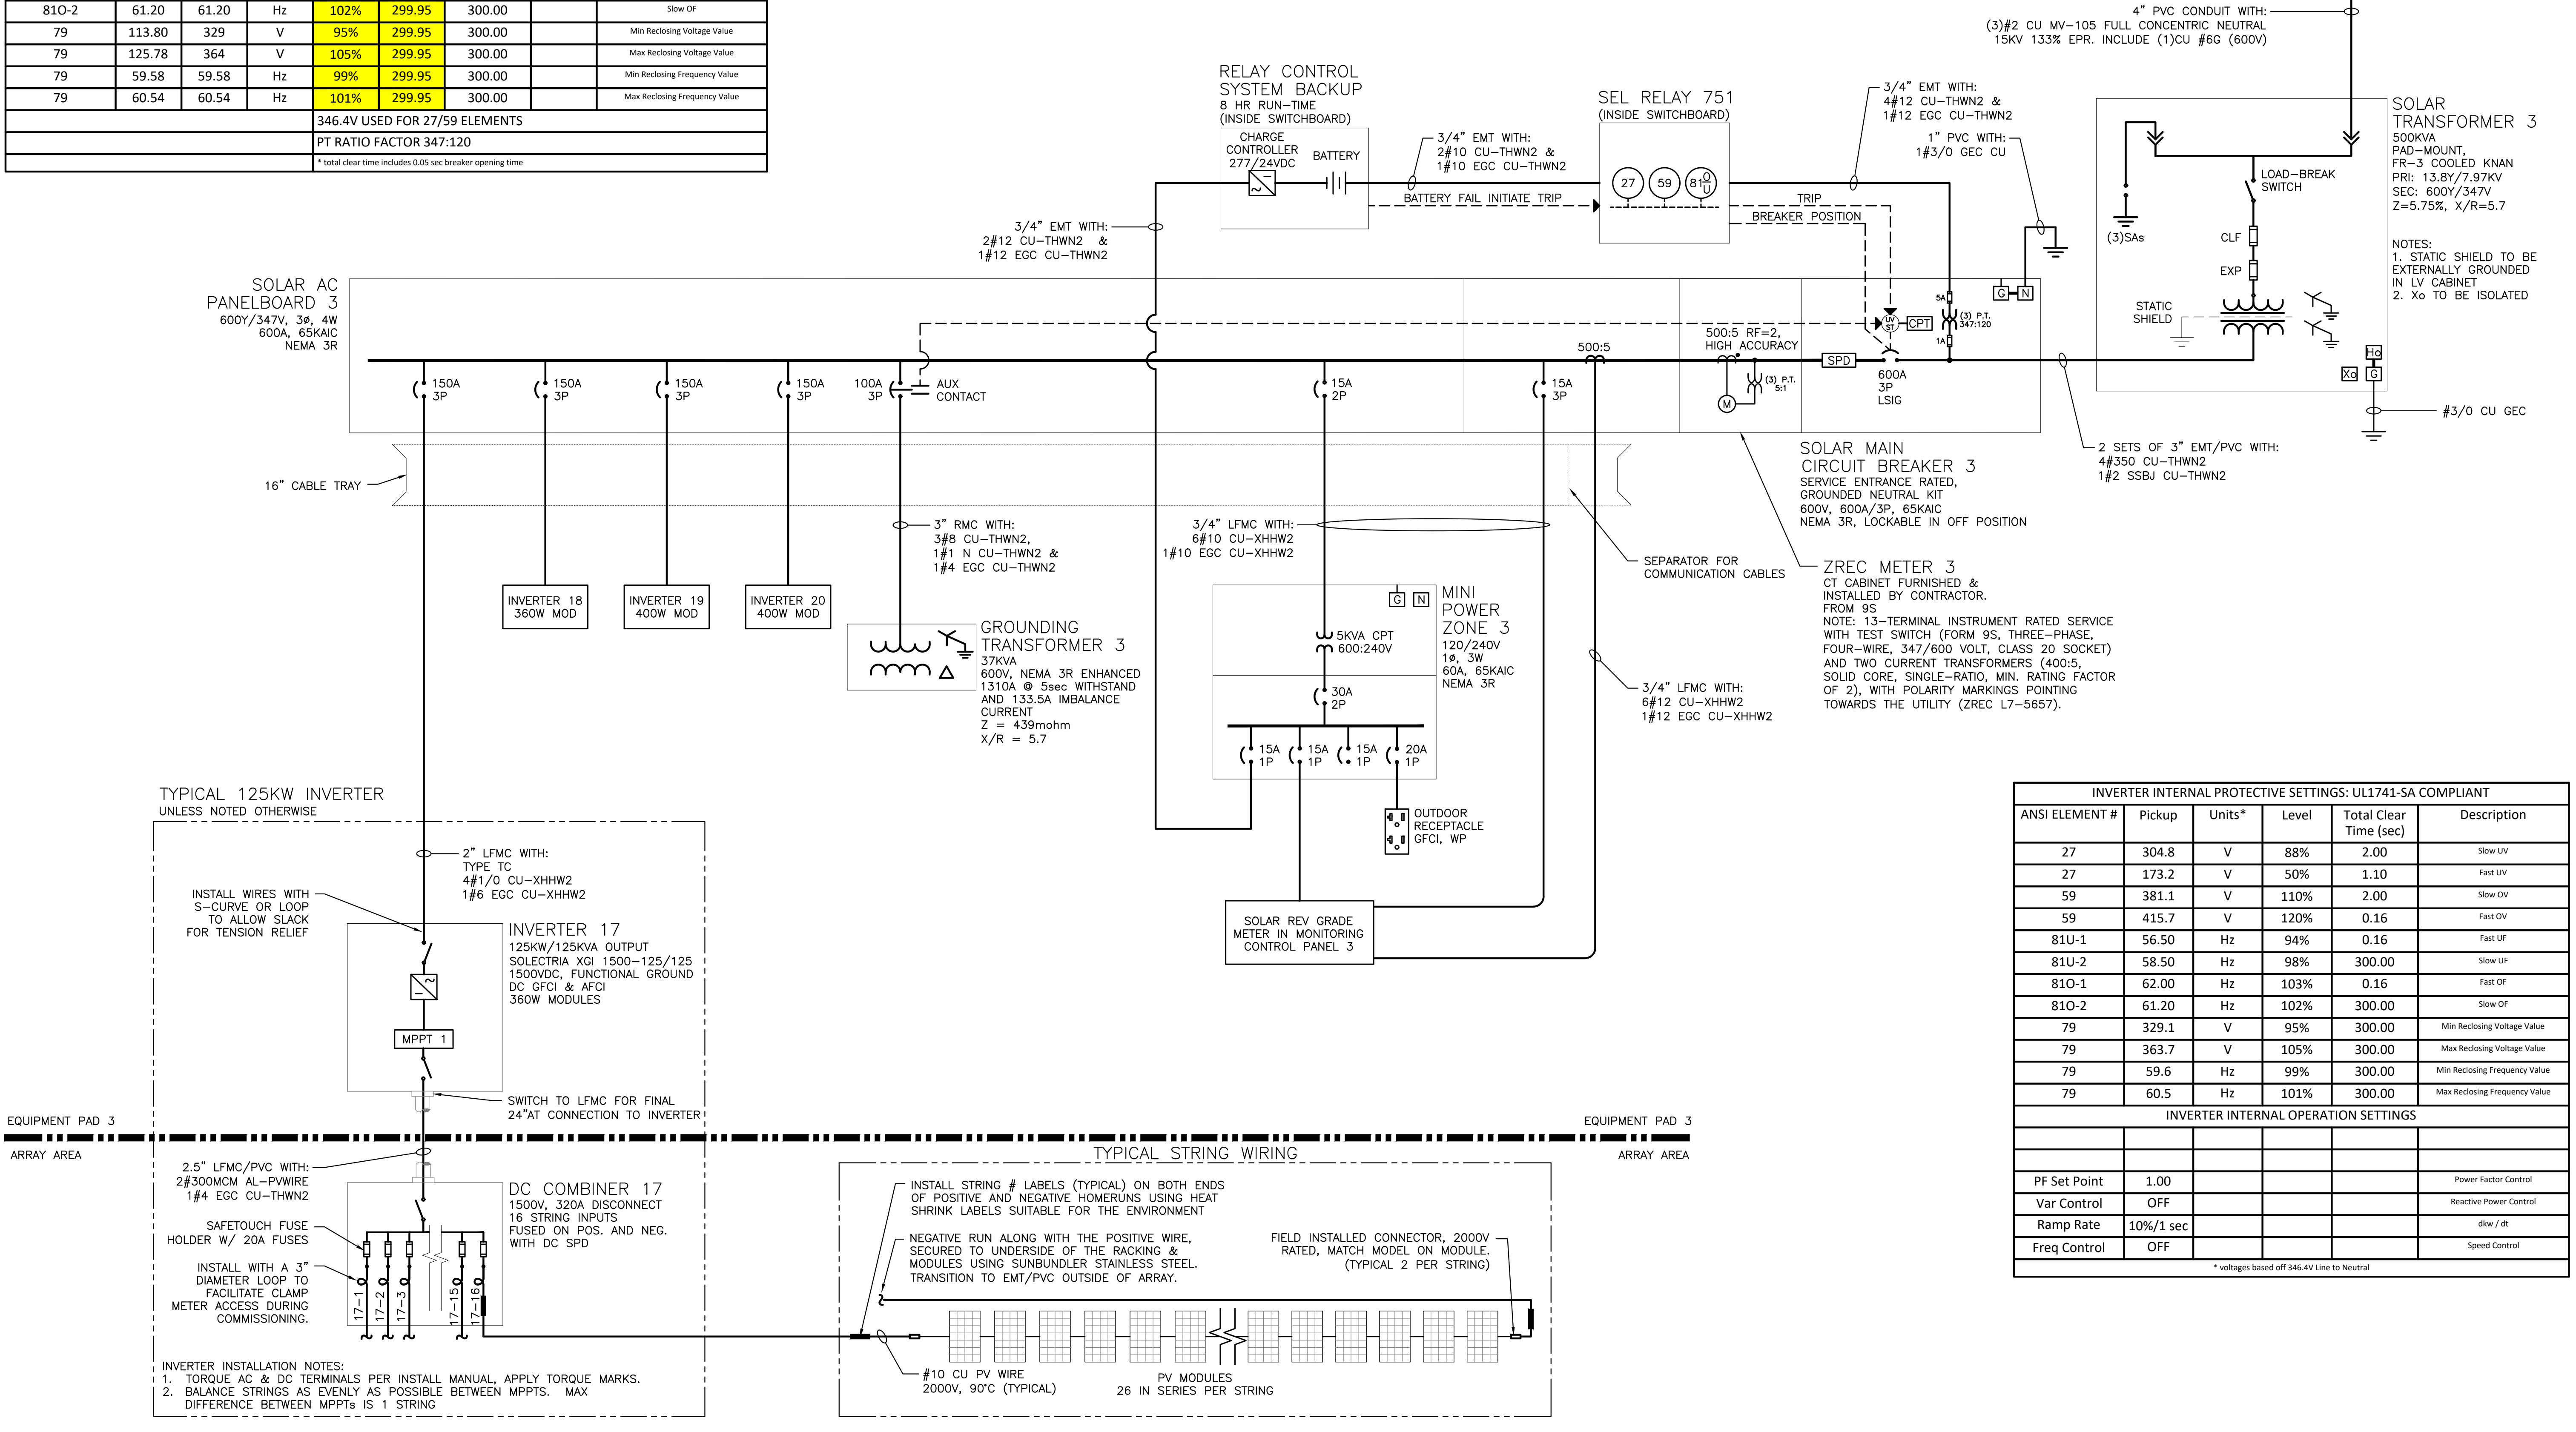 81O-2 61.20 61.20 Hz 102% 299.95 300.00 Slow OF
79 113.80 329 V 95% 299.95 300.00 Min Reclosing Voltage Value
79 125.78 364 V 105% 299.95 300.00 Max Reclosing Voltage Value
79 59.58 59.58 Hz 99% 299.95 300.00 Min Reclosing Frequency Value
79 60.54 60.54 Hz 101% 299.95 300.00 Max Reclosing Frequency Value
346.4V USED FOR 27/59 ELEMENTS
PT RATIO FACTOR 347:120
* total clear time includes 0.05 sec breaker opening time
4" PVC CONDUIT WITH:
(3)#2 CU MV-105 FULL CONCENTRIC NEUTRAL
15KV 133% EPR. INCLUDE (1)CU #6G (600V)
RELAY CONTROL
SYSTEM BACKUP
8 HR RUN-TIME
(INSIDE SWITCHBOARD)
CHARGE
CONTROLLER
277/24VDC
BATTERY
3/4" EMT WITH:
2#10 CU-THWN2 &
1#10 EGC CU-THWN2
BATTERY FAIL INITIATE TRIP
SEL RELAY 751
(INSIDE SWITCHBOARD)
27
59
81
O
U
TRIP
BREAKER POSITION
3/4" EMT WITH:
4#12 CU-THWN2 &
1#12 EGC CU-THWN2
1" PVC WITH:
1#3/0 GEC CU
(3)SAs
LOAD-BREAK
SWITCH
CLF
EXP
STATIC
SHIELD
Ho
Xo
G
SOLAR
TRANSFORMER 3
500KVA
PAD-MOUNT,
FR-3 COOLED KNAN
PRI: 13.8Y/7.97KV
SEC: 600Y/347V
Z=5.75%, X/R=5.7
NOTES:
1. STATIC SHIELD TO BE
EXTERNALLY GROUNDED
IN LV CABINET
2. Xo TO BE ISOLATED
#3/0 CU GEC
3/4" EMT WITH:
2#12 CU-THWN2 &
1#12 EGC CU-THWN2
SOLAR AC
PANELBOARD 3
600Y/347V, 3ø, 4W
600A, 65KAIC
NEMA 3R
150A
3P
150A
3P
150A
3P
150A
3P
100A
3P
AUX
CONTACT
15A
2P
15A
3P
500:5
500:5 RF=2,
HIGH ACCURACY
(3) P.T.
5:1
M
SPD
UV
ST
CPT
600A
3P
LSIG
5A
(3) P.T.
347:120
1A
G
N
2 SETS OF 3" EMT/PVC WITH:
4#350 CU-THWN2
1#2 SSBJ CU-THWN2
16" CABLE TRAY
3" RMC WITH:
3#8 CU-THWN2,
1#1 N CU-THWN2 &
1#4 EGC CU-THWN2
3/4" LFMC WITH:
6#10 CU-XHHW2
1#10 EGC CU-XHHW2
SEPARATOR FOR
COMMUNICATION CABLES
SOLAR MAIN
CIRCUIT BREAKER 3
SERVICE ENTRANCE RATED,
GROUNDED NEUTRAL KIT
600V, 600A/3P, 65KAIC
NEMA 3R, LOCKABLE IN OFF POSITION
ZREC METER 3
CT CABINET FURNISHED &
INSTALLED BY CONTRACTOR.
FROM 9S
NOTE: 13-TERMINAL INSTRUMENT RATED SERVICE
WITH TEST SWITCH (FORM 9S, THREE-PHASE,
FOUR-WIRE, 347/600 VOLT, CLASS 20 SOCKET)
AND TWO CURRENT TRANSFORMERS (400:5,
SOLID CORE, SINGLE-RATIO, MIN. RATING FACTOR
OF 2), WITH POLARITY MARKINGS POINTING
TOWARDS THE UTILITY (ZREC L7-5657).
INVERTER 18
360W MOD
INVERTER 19
400W MOD
INVERTER 20
400W MOD
GROUNDING
TRANSFORMER 3
37KVA
600V, NEMA 3R ENHANCED
1310A @ 5sec WITHSTAND
AND 133.5A IMBALANCE
CURRENT
Z = 439mohm
X/R = 5.7
G
N
5KVA CPT
600:240V
30A
2P
15A
1P
15A
1P
15A
1P
20A
1P
MINI
POWER
ZONE 3
120/240V
1ø, 3W
60A, 65KAIC
NEMA 3R
3/4" LFMC WITH:
6#12 CU-XHHW2
1#12 EGC CU-XHHW2
OUTDOOR
RECEPTACLE
GFCI, WP
SOLAR REV GRADE
METER IN MONITORING
CONTROL PANEL 3
TYPICAL 125KW INVERTER
UNLESS NOTED OTHERWISE
2" LFMC WITH:
TYPE TC
4#1/0 CU-XHHW2
1#6 EGC CU-XHHW2
INSTALL WIRES WITH
S-CURVE OR LOOP
TO ALLOW SLACK
FOR TENSION RELIEF
INVERTER 17
125KW/125KVA OUTPUT
SOLECTRIA XGI 1500-125/125
1500VDC, FUNCTIONAL GROUND
DC GFCI & AFCI
360W MODULES
MPPT 1
SWITCH TO LFMC FOR FINAL
24"AT CONNECTION TO INVERTER
EQUIPMENT PAD 3
EQUIPMENT PAD 3
ARRAY AREA
ARRAY AREA
2.5" LFMC/PVC WITH:
2#300MCM AL-PVWIRE
1#4 EGC CU-THWN2
DC COMBINER 17
1500V, 320A DISCONNECT
16 STRING INPUTS
FUSED ON POS. AND NEG.
WITH DC SPD
SAFETOUCH FUSE
HOLDER W/ 20A FUSES
INSTALL WITH A 3"
DIAMETER LOOP TO
FACILITATE CLAMP
METER ACCESS DURING
COMMISSIONING.
17-1
17-2
17-3
17-15
17-16
INVERTER INSTALLATION NOTES:
1. TORQUE AC & DC TERMINALS PER INSTALL MANUAL, APPLY TORQUE MARKS.
2. BALANCE STRINGS AS EVENLY AS POSSIBLE BETWEEN MPPTS. MAX
DIFFERENCE BETWEEN MPPTs IS 1 STRING
TYPICAL STRING WIRING
INSTALL STRING # LABELS (TYPICAL) ON BOTH ENDS
OF POSITIVE AND NEGATIVE HOMERUNS USING HEAT
SHRINK LABELS SUITABLE FOR THE ENVIRONMENT
NEGATIVE RUN ALONG WITH THE POSITIVE WIRE,
SECURED TO UNDERSIDE OF THE RACKING &
MODULES USING SUNBUNDLER STAINLESS STEEL.
TRANSITION TO EMT/PVC OUTSIDE OF ARRAY.
FIELD INSTALLED CONNECTOR, 2000V
RATED, MATCH MODEL ON MODULE.
(TYPICAL 2 PER STRING)
#10 CU PV WIRE
2000V, 90°C (TYPICAL)
PV MODULES
26 IN SERIES PER STRING
INVERTER INTERNAL PROTECTIVE SETTINGS: UL1741-SA COMPLIANT
ANSI ELEMENT # Pickup Units* Level Total Clear Time (sec) Description
27 304.8 V 88% 2.00 Slow UV
27 173.2 V 50% 1.10 Fast UV
59 381.1 V 110% 2.00 Slow OV
59 415.7 V 120% 0.16 Fast OV
81U-1 56.50 Hz 94% 0.16 Fast UF
81U-2 58.50 Hz 98% 300.00 Slow UF
81O-1 62.00 Hz 103% 0.16 Fast OF
81O-2 61.20 Hz 102% 300.00 Slow OF
79 329.1 V 95% 300.00 Min Reclosing Voltage Value
79 363.7 V 105% 300.00 Max Reclosing Voltage Value
79 59.6 Hz 99% 300.00 Min Reclosing Frequency Value
79 60.5 Hz 101% 300.00 Max Reclosing Frequency Value
INVERTER INTERNAL OPERATION SETTINGS
PF Set Point 1.00 Power Factor Control
Var Control OFF Reactive Power Control
Ramp Rate 10%/1 sec dkw / dt
Freq Control OFF Speed Control
* voltages based off 346.4V Line to Neutral